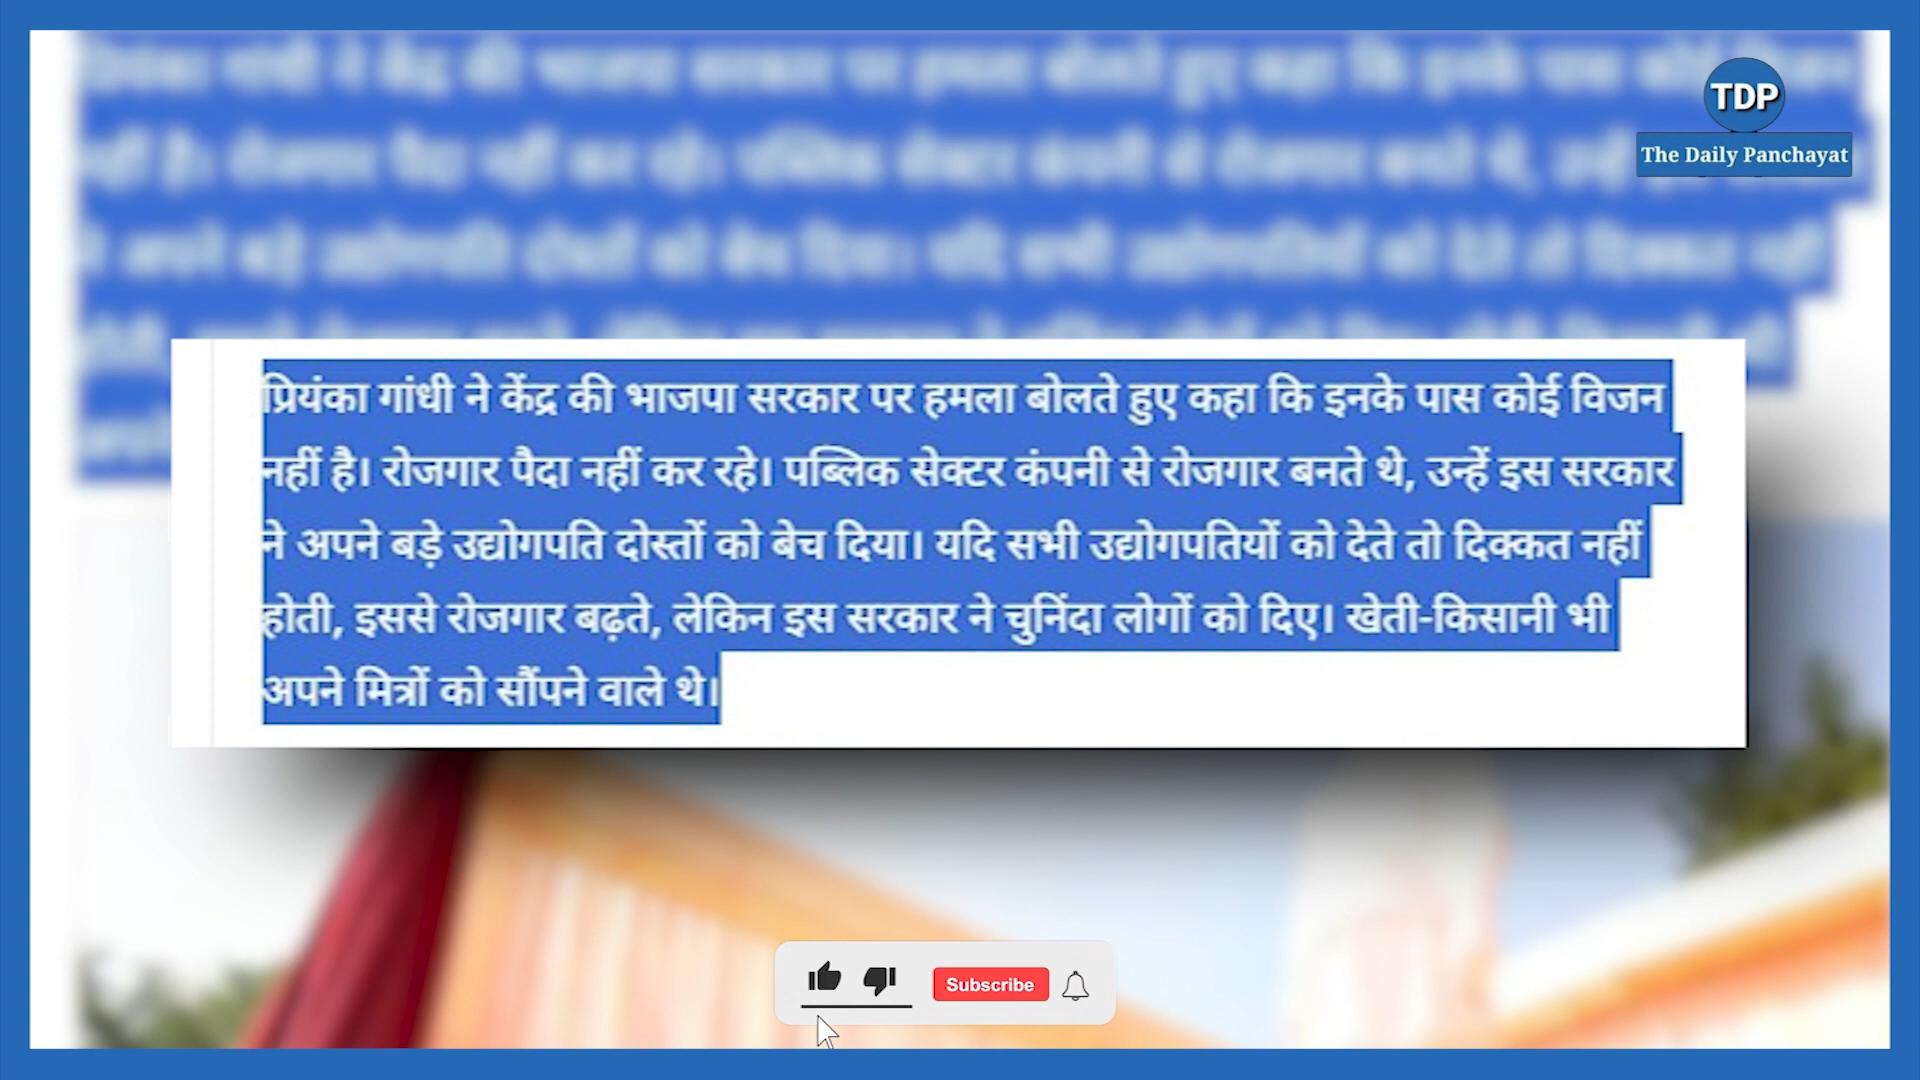 TDP
The Daily Panchayat
प्रियंका गांधी ने केंद्र की भाजपा सरकार पर हमला बोलते हुए कहा कि इनके पास कोई विजन
नहीं है। रोजगार पैदा नहीं कर रहे। पब्लिक सेक्टर कंपनी से रोजगार बनते थे, उन्हें इस सरकार
ने अपने बड़े उद्योगपति दोस्तों को बेच दिया। यदि सभी उद्योगपतियों को देते तो दिक्कत नहीं
होती, इससे रोजगार बढ़ते, लेकिन इस सरकार ने चुनिंदा लोगों को दिए। खेती-किसानी भी
अपने मित्रों को सौंपने वाले थे।
Subscribe